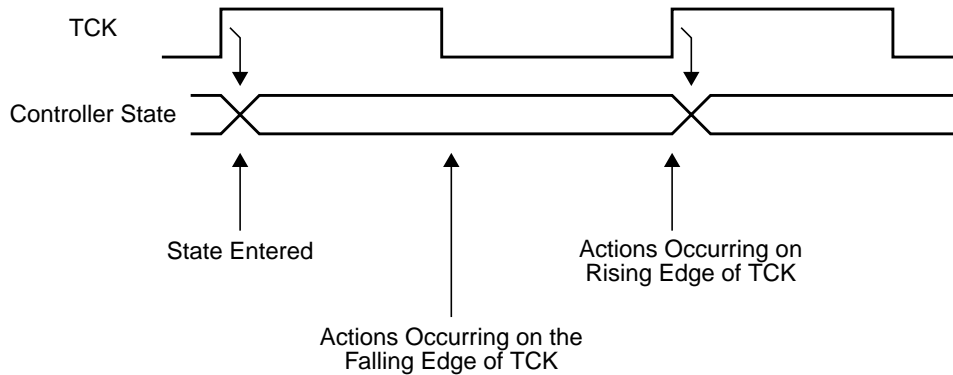 TCK
Controller State
State Entered
Actions Occurring on
Rising Edge of TCK
Actions Occurring on the
Falling Edge of TCK